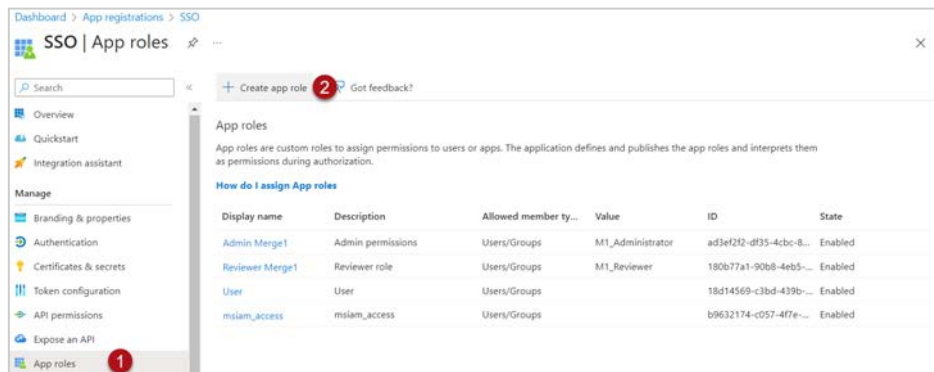 Dashboard > App registrations > SSO
SSO | App roles
Search
Overview
Quickstart
Integration assistant
Manage
Branding & properties
Authentication
Certificates & secrets
Token configuration
API permissions
Expose an API
App roles 1
+ Create app role 2 Got feedback?
App roles
App roles are custom roles to assign permissions to users or apps. The application defines and publishes the app roles and interprets them
as permissions during authorization.
How do I assign App roles
Display name Description Allowed member ty... Value ID State
Admin Merge1 Admin permissions Users/Groups M1_Administrator ad3ef2f2-df35-4cbc-8... Enabled
Reviewer Merge1 Reviewer role Users/Groups M1_Reviewer 180b77a1-90b8-4eb5-... Enabled
User User Users/Groups 18d14569-c3bd-439b-... Enabled
msiam_access msiam_access Users/Groups b9632174-c057-4f7e-... Enabled